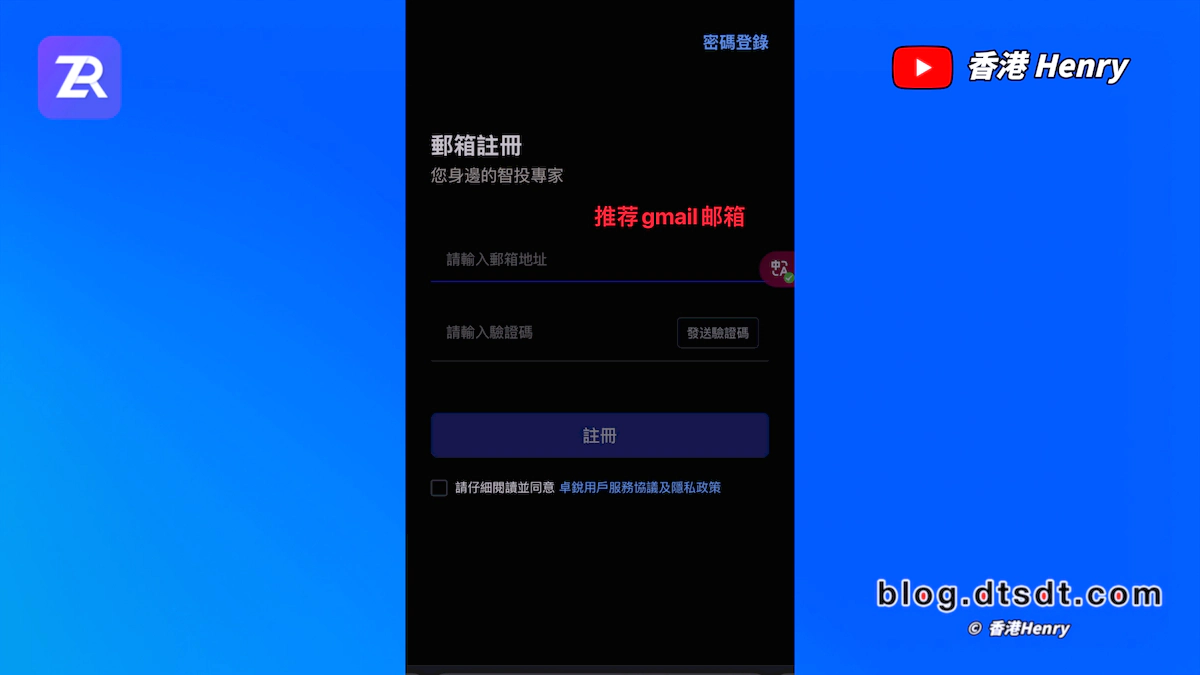 ZR
密碼登錄
香港 Henry
郵箱註冊
您身邊的智投專家
推荐gmail邮箱
請輸入郵箱地址
中A
請輸入驗證碼
發送驗證碼
註冊
請仔細閱讀並同意 卓銳用戶服務協議及隱私政策
blog.dtsdt.com
© 香港Henry